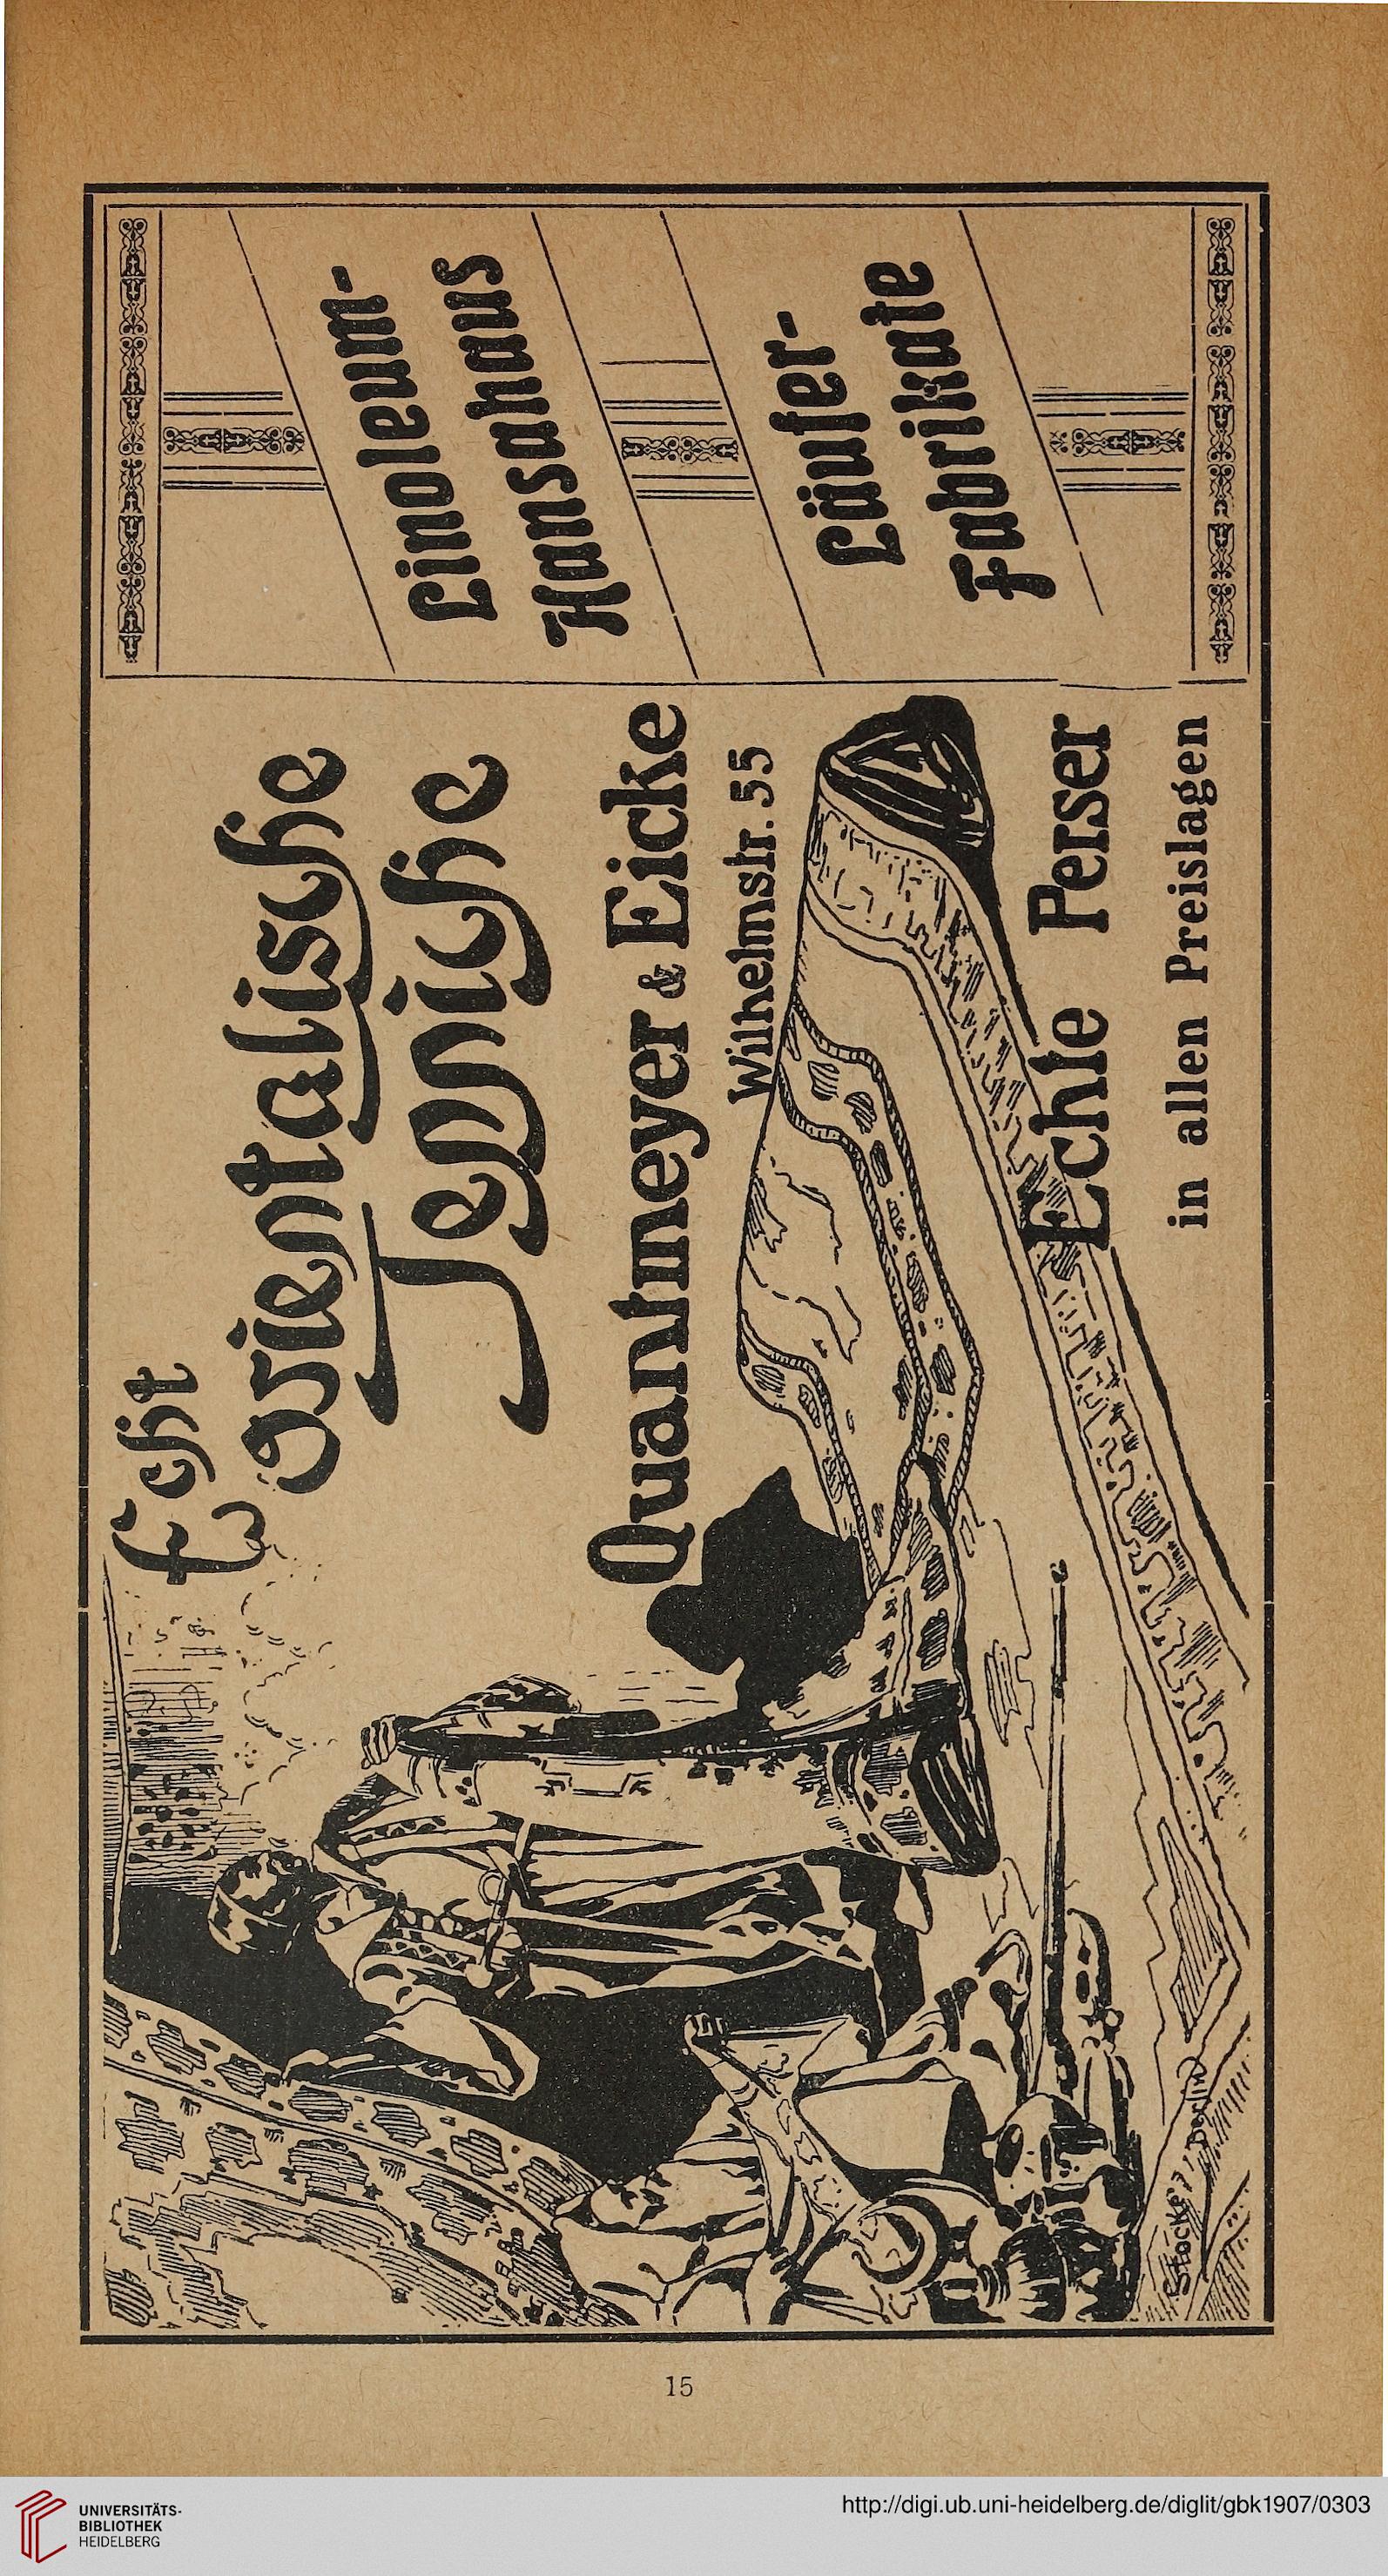 Echt
orientalische
Teppiche
Quantmeyer & Eicke
Wilhelmstr. 55
Echte Perser
in allen Preislagen
Linoleum-
Hansahaus
Läufer-
Fabrikate
Stockey, Berlin
15
UNIVERSITÄTS-
BIBLIOTHEK
HEIDELBERG
http://digi.ub.uni-heidelberg.de/diglit/gbk1907/0303